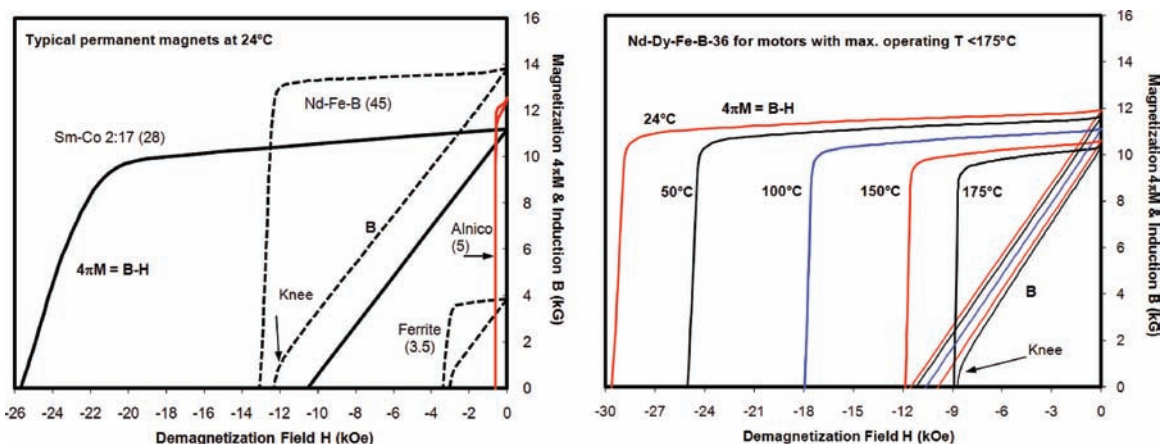 Typical permanent magnets at 24ºC
Nd-Fe-B (45)
Sm-Co 2:17 (28)
B
Alnico
(5)
4πM = B-H
Knee
Ferrite
(3.5)
16
14
12
10
8
6
4
2
0
Magnetization 4πM & Induction B (kG)
-26 -24 -22 -20 -18 -16 -14 -12 -10 -8 -6 -4 -2 0
Demagnetization Field H (kOe)
Nd-Dy-Fe-B-36 for motors with max. operating T <175ºC
24ºC
4πM = B-H
50ºC
100ºC
150ºC
175ºC
B
Knee
16
14
12
10
8
6
4
2
0
Magnetization 4πM & Induction B (kG)
-30 -27 -24 -21 -18 -15 -12 -9 -6 -3 0
Demagnetization Field H (kOe)